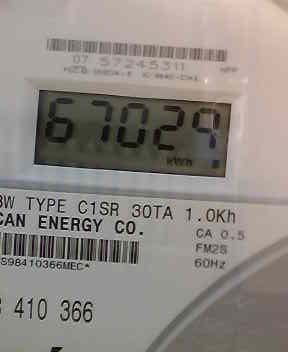 07 57245311
67029
kWh
3W TYPE C1SR 30TA 1.0Kh
CAN ENERGY CO.
CA 0.5
FM2S
S98410366MEC*
60Hz
410 366